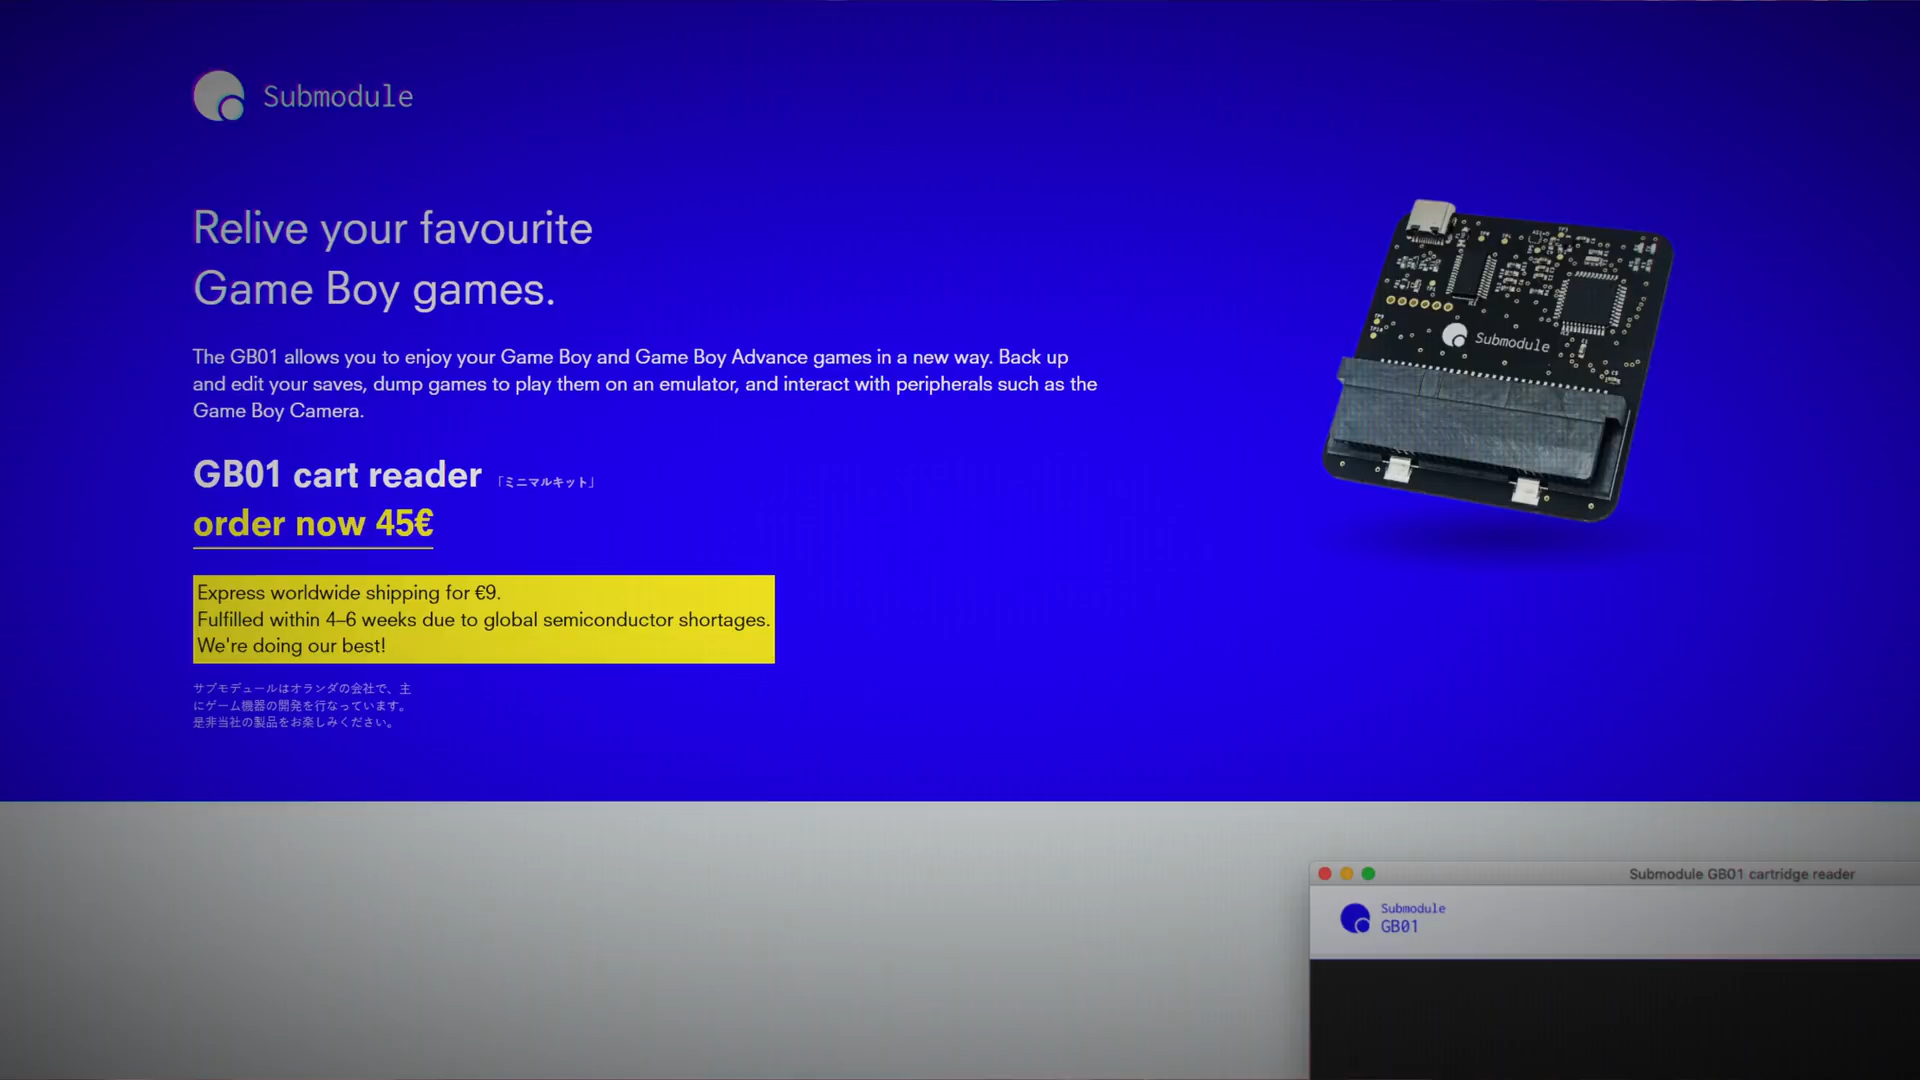 Submodule
Relive your favourite
Game Boy games.
The GB01 allows you to enjoy your Game Boy and Game Boy Advance games in a new way. Back up
and edit your saves, dump games to play them on an emulator, and interact with peripherals such as the
Game Boy Camera.
GB01 cart reader 「ミニマルキット」
order now 45€
Express worldwide shipping for €9.
Fulfilled within 4–6 weeks due to global semiconductor shortages.
We're doing our best!
サブモデュールはオランダの会社で、主
にゲーム機器の開発を行なっています。
是非当社の製品をお楽しみください。
Submodule
Submodule GB01 cartridge reader
Submodule
GB01